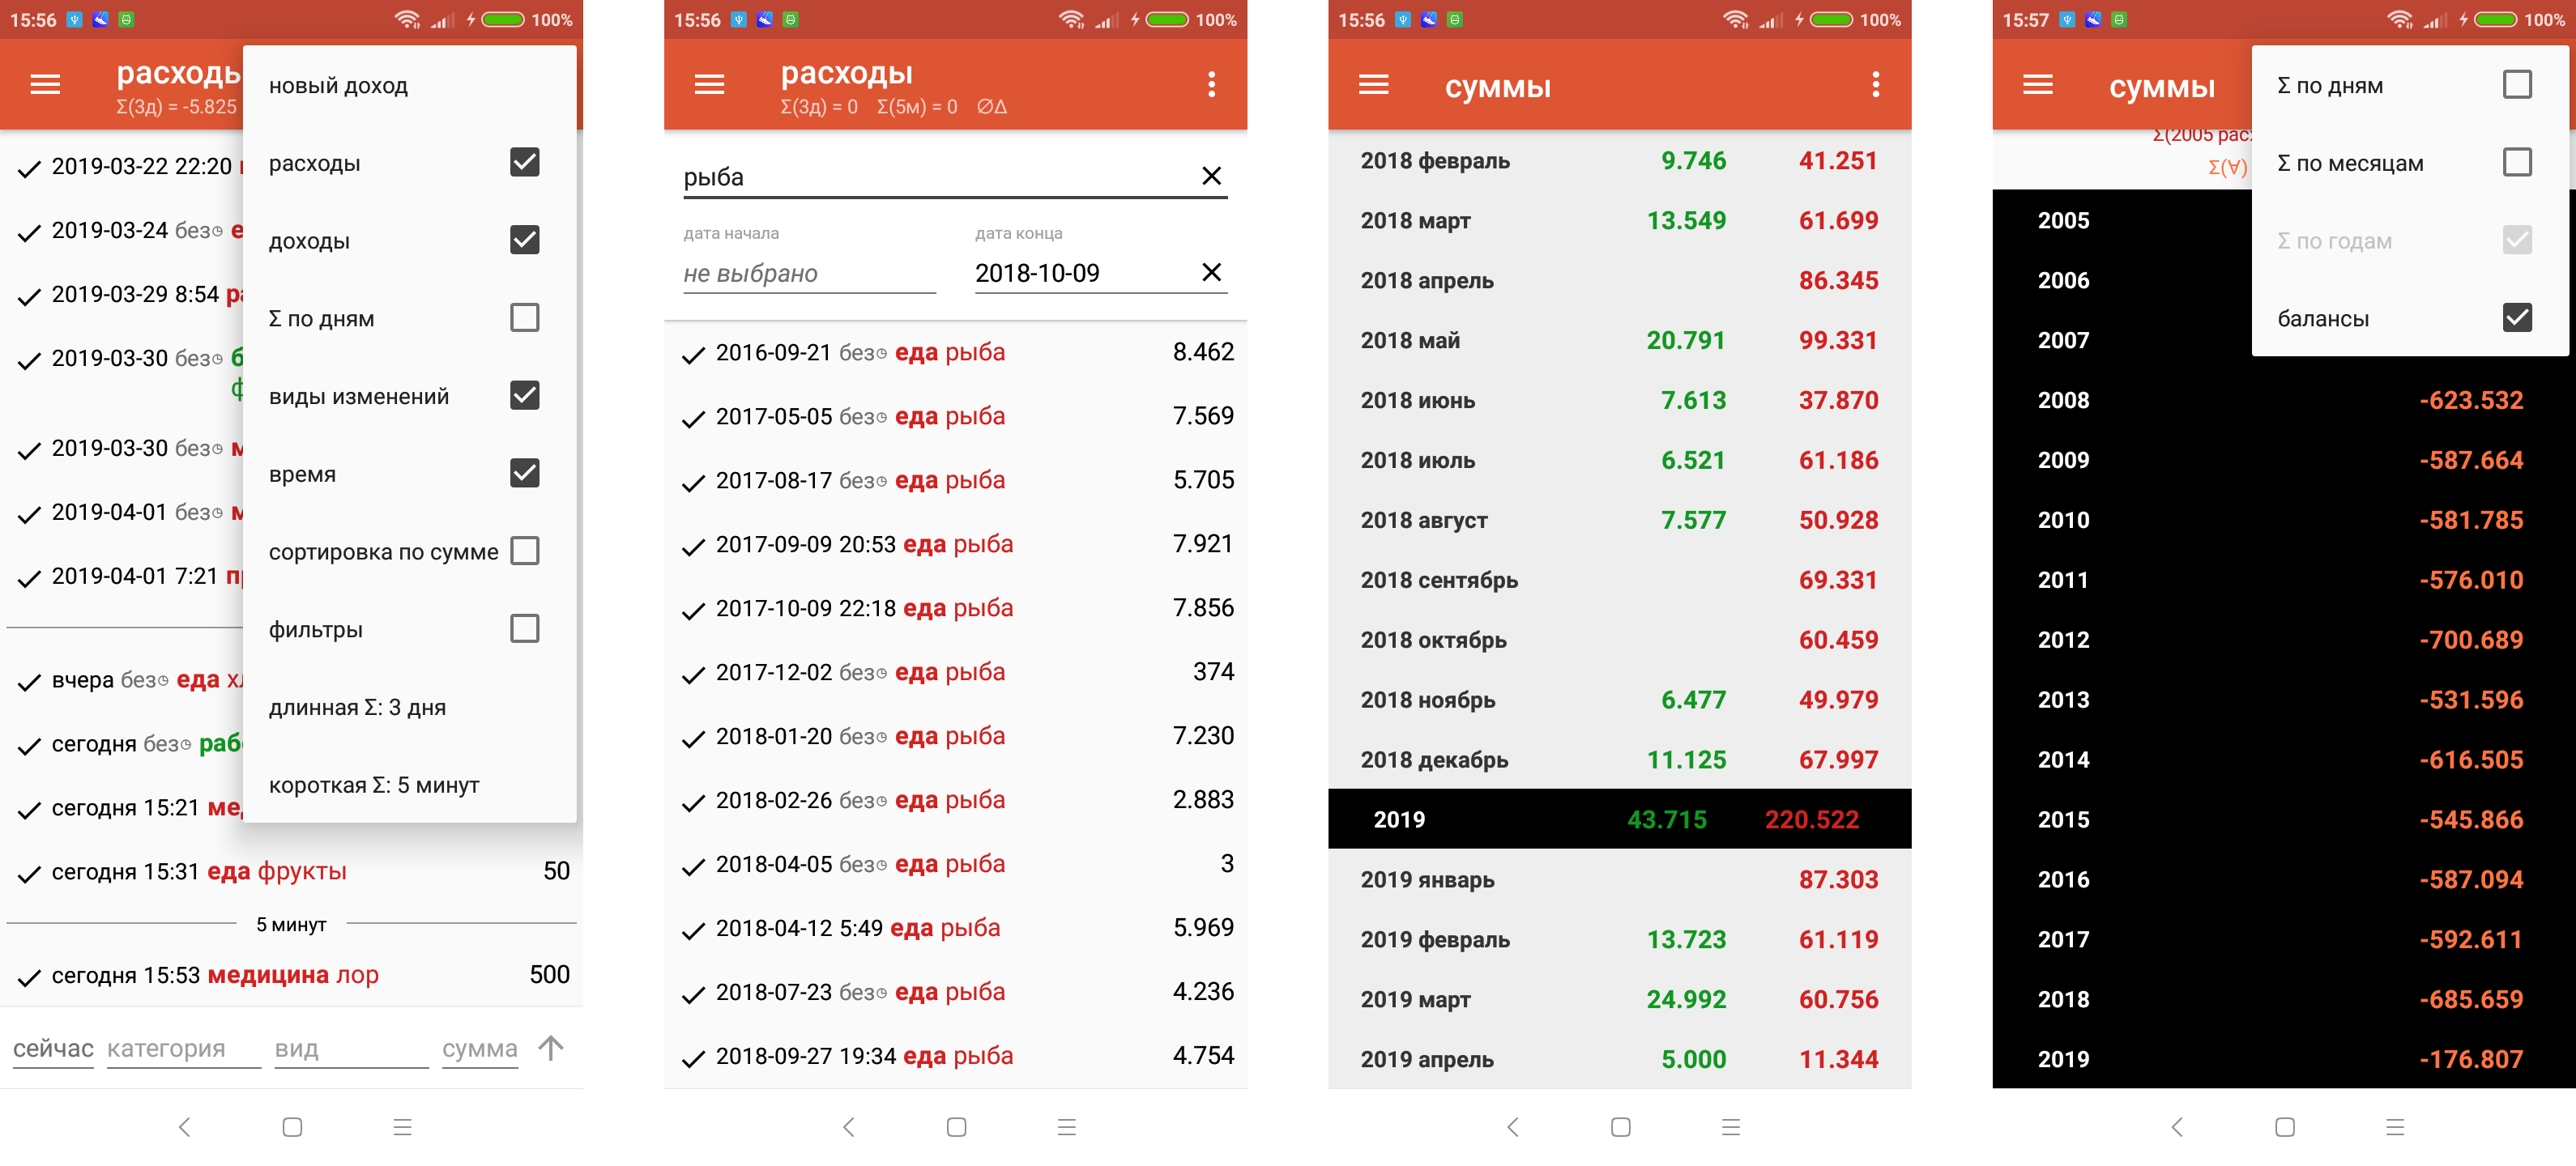 15:56 100%
расходы
Σ(3д) = -5.825
новый доход
расходы
доходы
Σ по дням
виды изменений
время
сортировка по сумме
фильтры
длинная Σ: 3 дня
короткая Σ: 5 минут
2019-03-22 22:20
2019-03-24 без
2019-03-29 8:54
2019-03-30 без
2019-03-30 без
2019-04-01 без
2019-04-01 7:21
вчера без еда
сегодня без
сегодня 15:21
сегодня 15:31 еда фрукты 50
5 минут
сегодня 15:53 медицина лор 500
сейчас категория вид сумма
15:56 100%
расходы
Σ(3д) = 0 Σ(5м) = 0 ∅Δ
рыба
дата начала дата конца
не выбрано 2018-10-09
2016-09-21 без еда рыба 8.462
2017-05-05 без еда рыба 7.569
2017-08-17 без еда рыба 5.705
2017-09-09 20:53 еда рыба 7.921
2017-10-09 22:18 еда рыба 7.856
2017-12-02 без еда рыба 374
2018-01-20 без еда рыба 7.230
2018-02-26 без еда рыба 2.883
2018-04-05 без еда рыба 3
2018-04-12 5:49 еда рыба 5.969
2018-07-23 без еда рыба 4.236
2018-09-27 19:34 еда рыба 4.754
15:56 100%
суммы
2018 февраль 9.746 41.251
2018 март 13.549 61.699
2018 апрель 86.345
2018 май 20.791 99.331
2018 июнь 7.613 37.870
2018 июль 6.521 61.186
2018 август 7.577 50.928
2018 сентябрь 69.331
2018 октябрь 60.459
2018 ноябрь 6.477 49.979
2018 декабрь 11.125 67.997
2019 43.715 220.522
2019 январь 87.303
2019 февраль 13.723 61.119
2019 март 24.992 60.756
2019 апрель 5.000 11.344
15:57 100%
суммы
Σ по дням
Σ по месяцам
Σ по годам
балансы
Σ(2005
Σ(∀)
2005
2006
2007
2008 -623.532
2009 -587.664
2010 -581.785
2011 -576.010
2012 -700.689
2013 -531.596
2014 -616.505
2015 -545.866
2016 -587.094
2017 -592.611
2018 -685.659
2019 -176.807